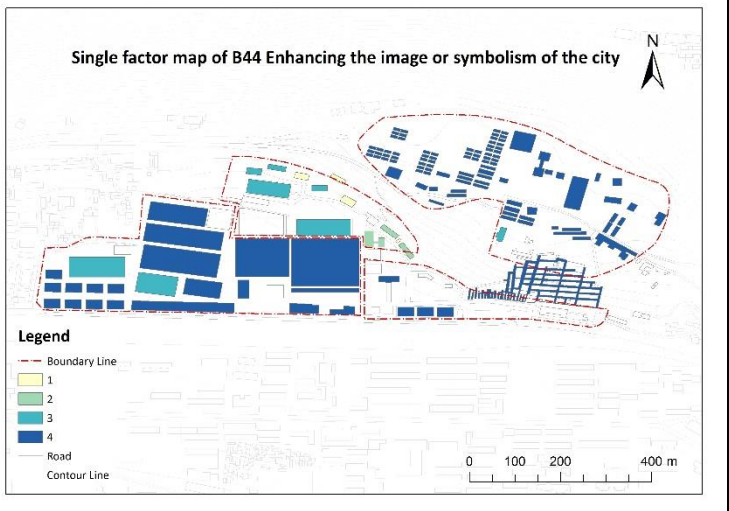 Single factor map of B44 Enhancing the image or symbolism of the city
N
Legend
Boundary Line
1
2
3
4
Road
Contour Line
0 100 200 400 m